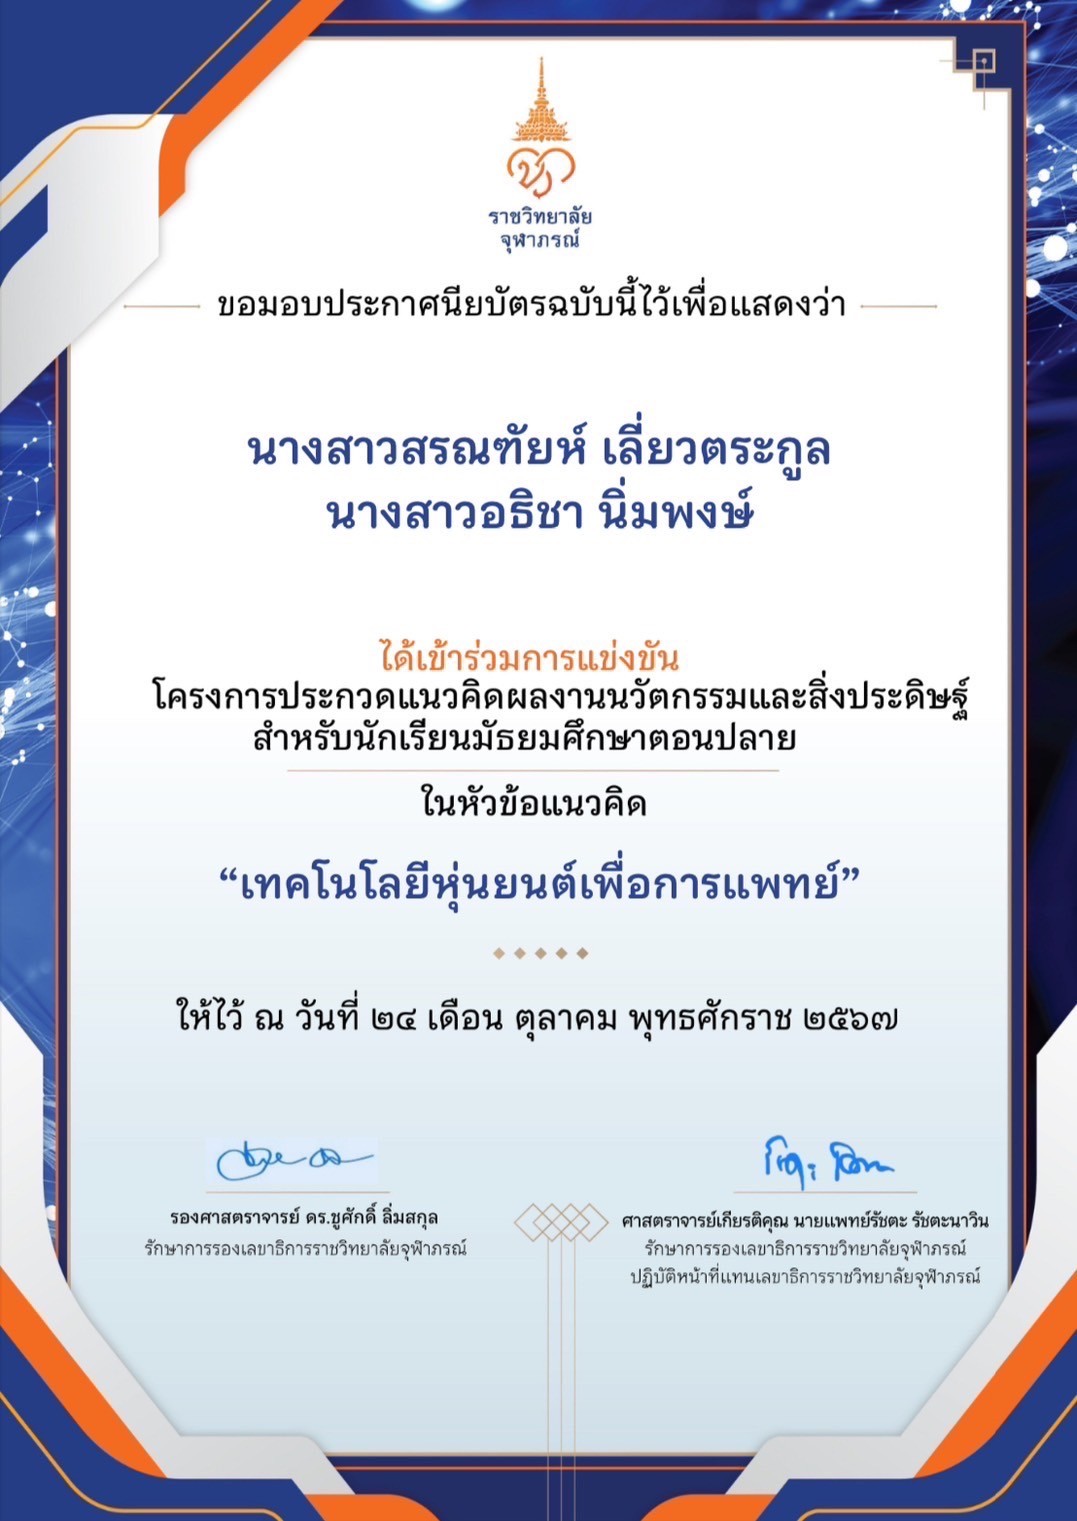 ราชวิทยาลัย
จุฬาภรณ์
ขอมอบประกาศนียบัตรฉบับนี้ไว้เพื่อแสดงว่า
นางสาวสรณฑัยห์ เลี่ยวตระกูล
นางสาวอธิชา นิ่มพงษ์
ได้เข้าร่วมการแข่งขัน
โครงการประกวดแนวคิดผลงานนวัตกรรมและสิ่งประดิษฐ์
สำหรับนักเรียนมัธยมศึกษาตอนปลาย
ในหัวข้อแนวคิด
“เทคโนโลยีหุ่นยนต์เพื่อการแพทย์”
ให้ไว้ ณ วันที่ ๒๔ เดือน ตุลาคม พุทธศักราช ๒๕๖๗
รองศาสตราจารย์ ดร.ชูศักดิ์ ลิ่มสกุล
รักษาการรองเลขาธิการราชวิทยาลัยจุฬาภรณ์
ศาสตราจารย์เกียรติคุณ นายแพทย์รัชตะ รัชตะนาวิน
รักษาการรองเลขาธิการราชวิทยาลัยจุฬาภรณ์
ปฏิบัติหน้าที่แทนเลขาธิการราชวิทยาลัยจุฬาภรณ์